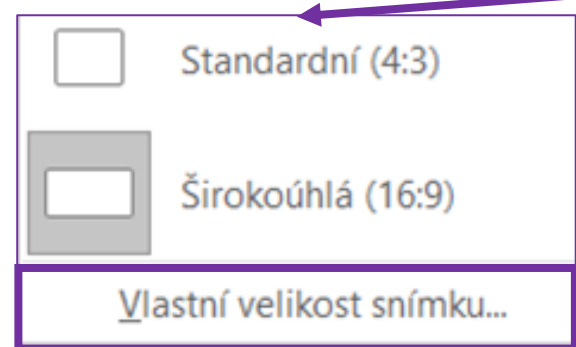 Standardní (4:3)
Širokoúhlá (16:9)
Vlastní velikost snímku...